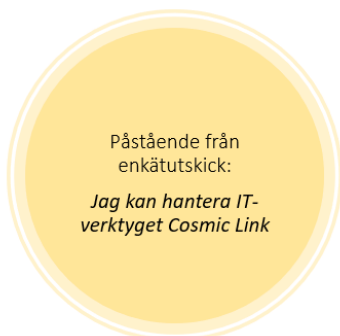 Påstående från
enkätutskick:
Jag kan hantera IT-
verktyget Cosmic Link